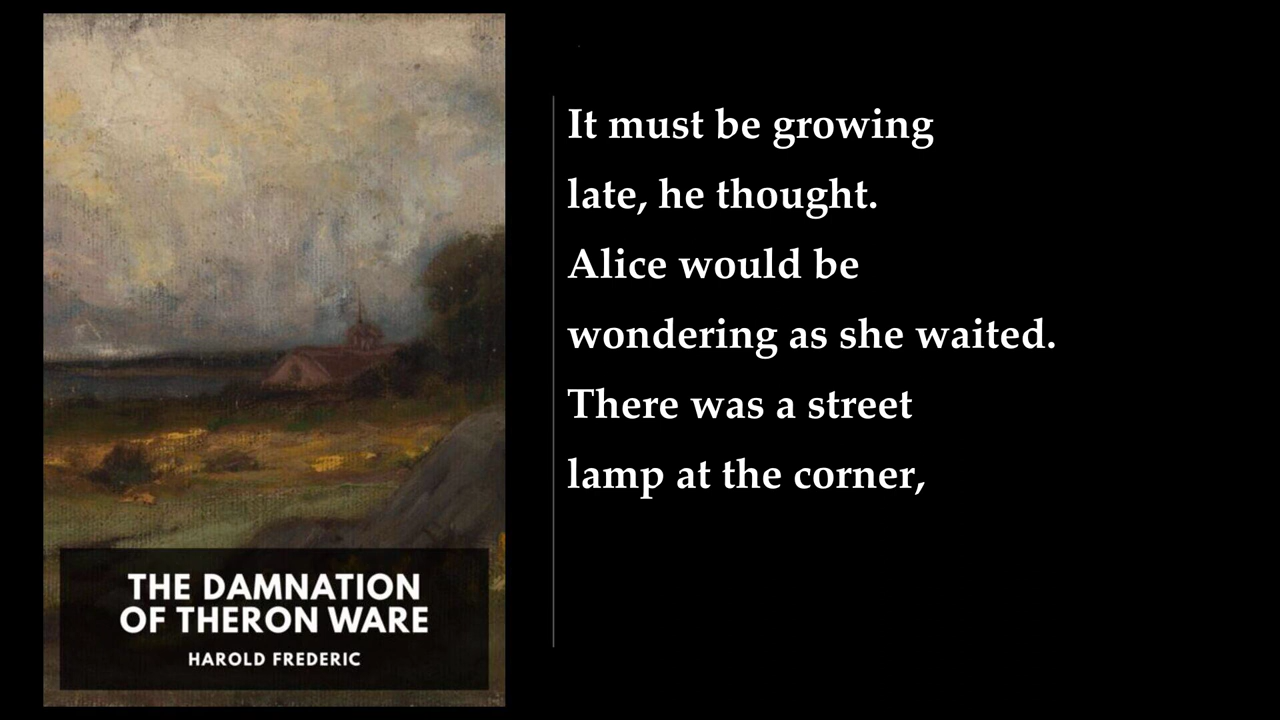 THE DAMNATION
OF THERON WARE
HAROLD FREDERIC
It must be growing
late, he thought.
Alice would be
wondering as she waited.
There was a street
lamp at the corner,